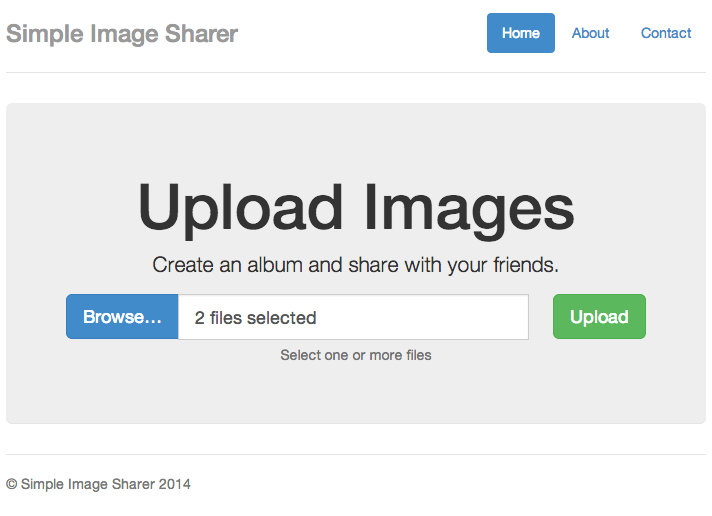 Simple Image Sharer Home About Contact
Upload Images
Create an album and share with your friends.
Browse... 2 files selected Upload
Select one or more files
© Simple Image Sharer 2014